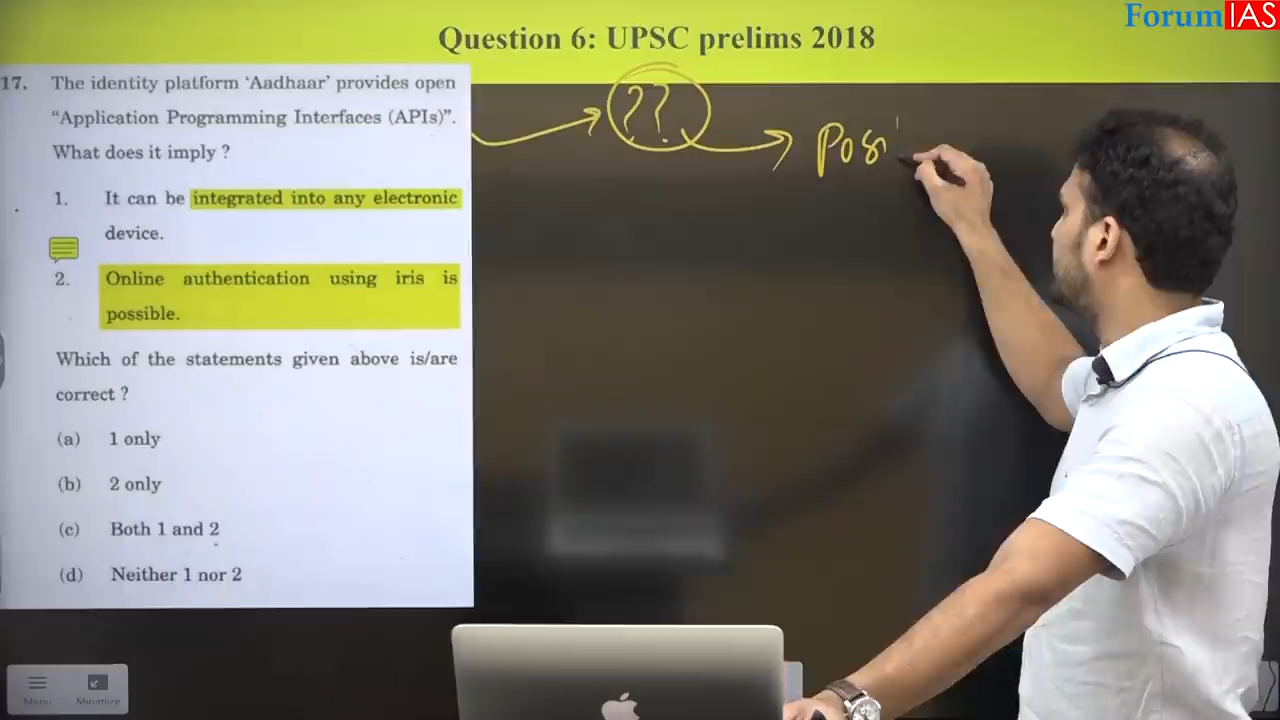 ForumIAS
Question 6: UPSC prelims 2018
17. The identity platform ‘Aadhaar’ provides open
“Application Programming Interfaces (APIs)”.
What does it imply ?
1. It can be integrated into any electronic
device.
2. Online authentication using iris is
possible.
Which of the statements given above is/are
correct ?
(a) 1 only
(b) 2 only
(c) Both 1 and 2
(d) Neither 1 nor 2
??
Posi
Menu
Minimize